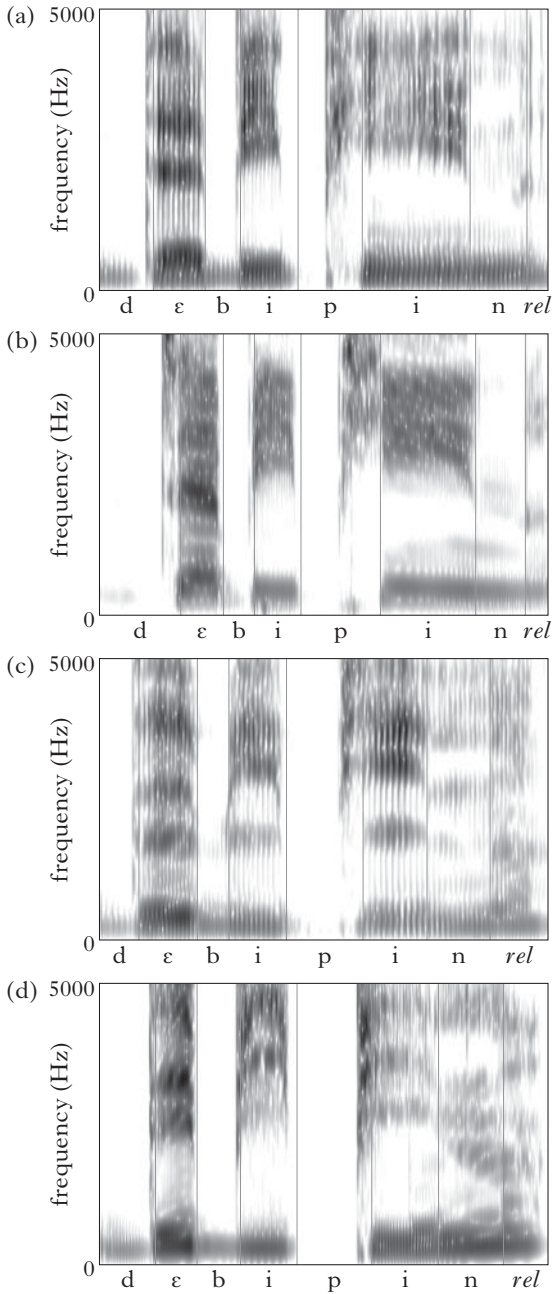 (a)
5000
frequency (Hz)
0
d ɛ b i p i n rel
(b)
5000
frequency (Hz)
0
d ɛ b i p i n rel
(c)
5000
frequency (Hz)
0
d ɛ b i p i n rel
(d)
5000
frequency (Hz)
0
d ɛ b i p i n rel